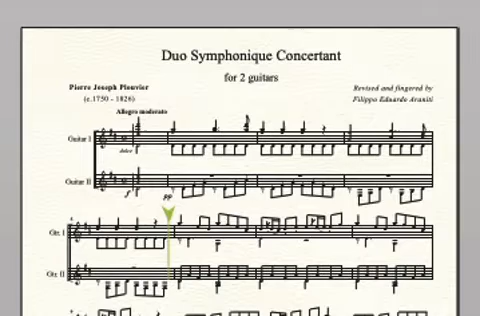 Duo Symphonique Concertant
for 2 guitars
Pierre Joseph Plouvier
(c.1750 - 1826)
Revised and fingered by
Filippo Eduardo Araniti
Allegro moderato
Guitar I
dolce
Guitar II
f
pp
Gtr. I
Gtr. II